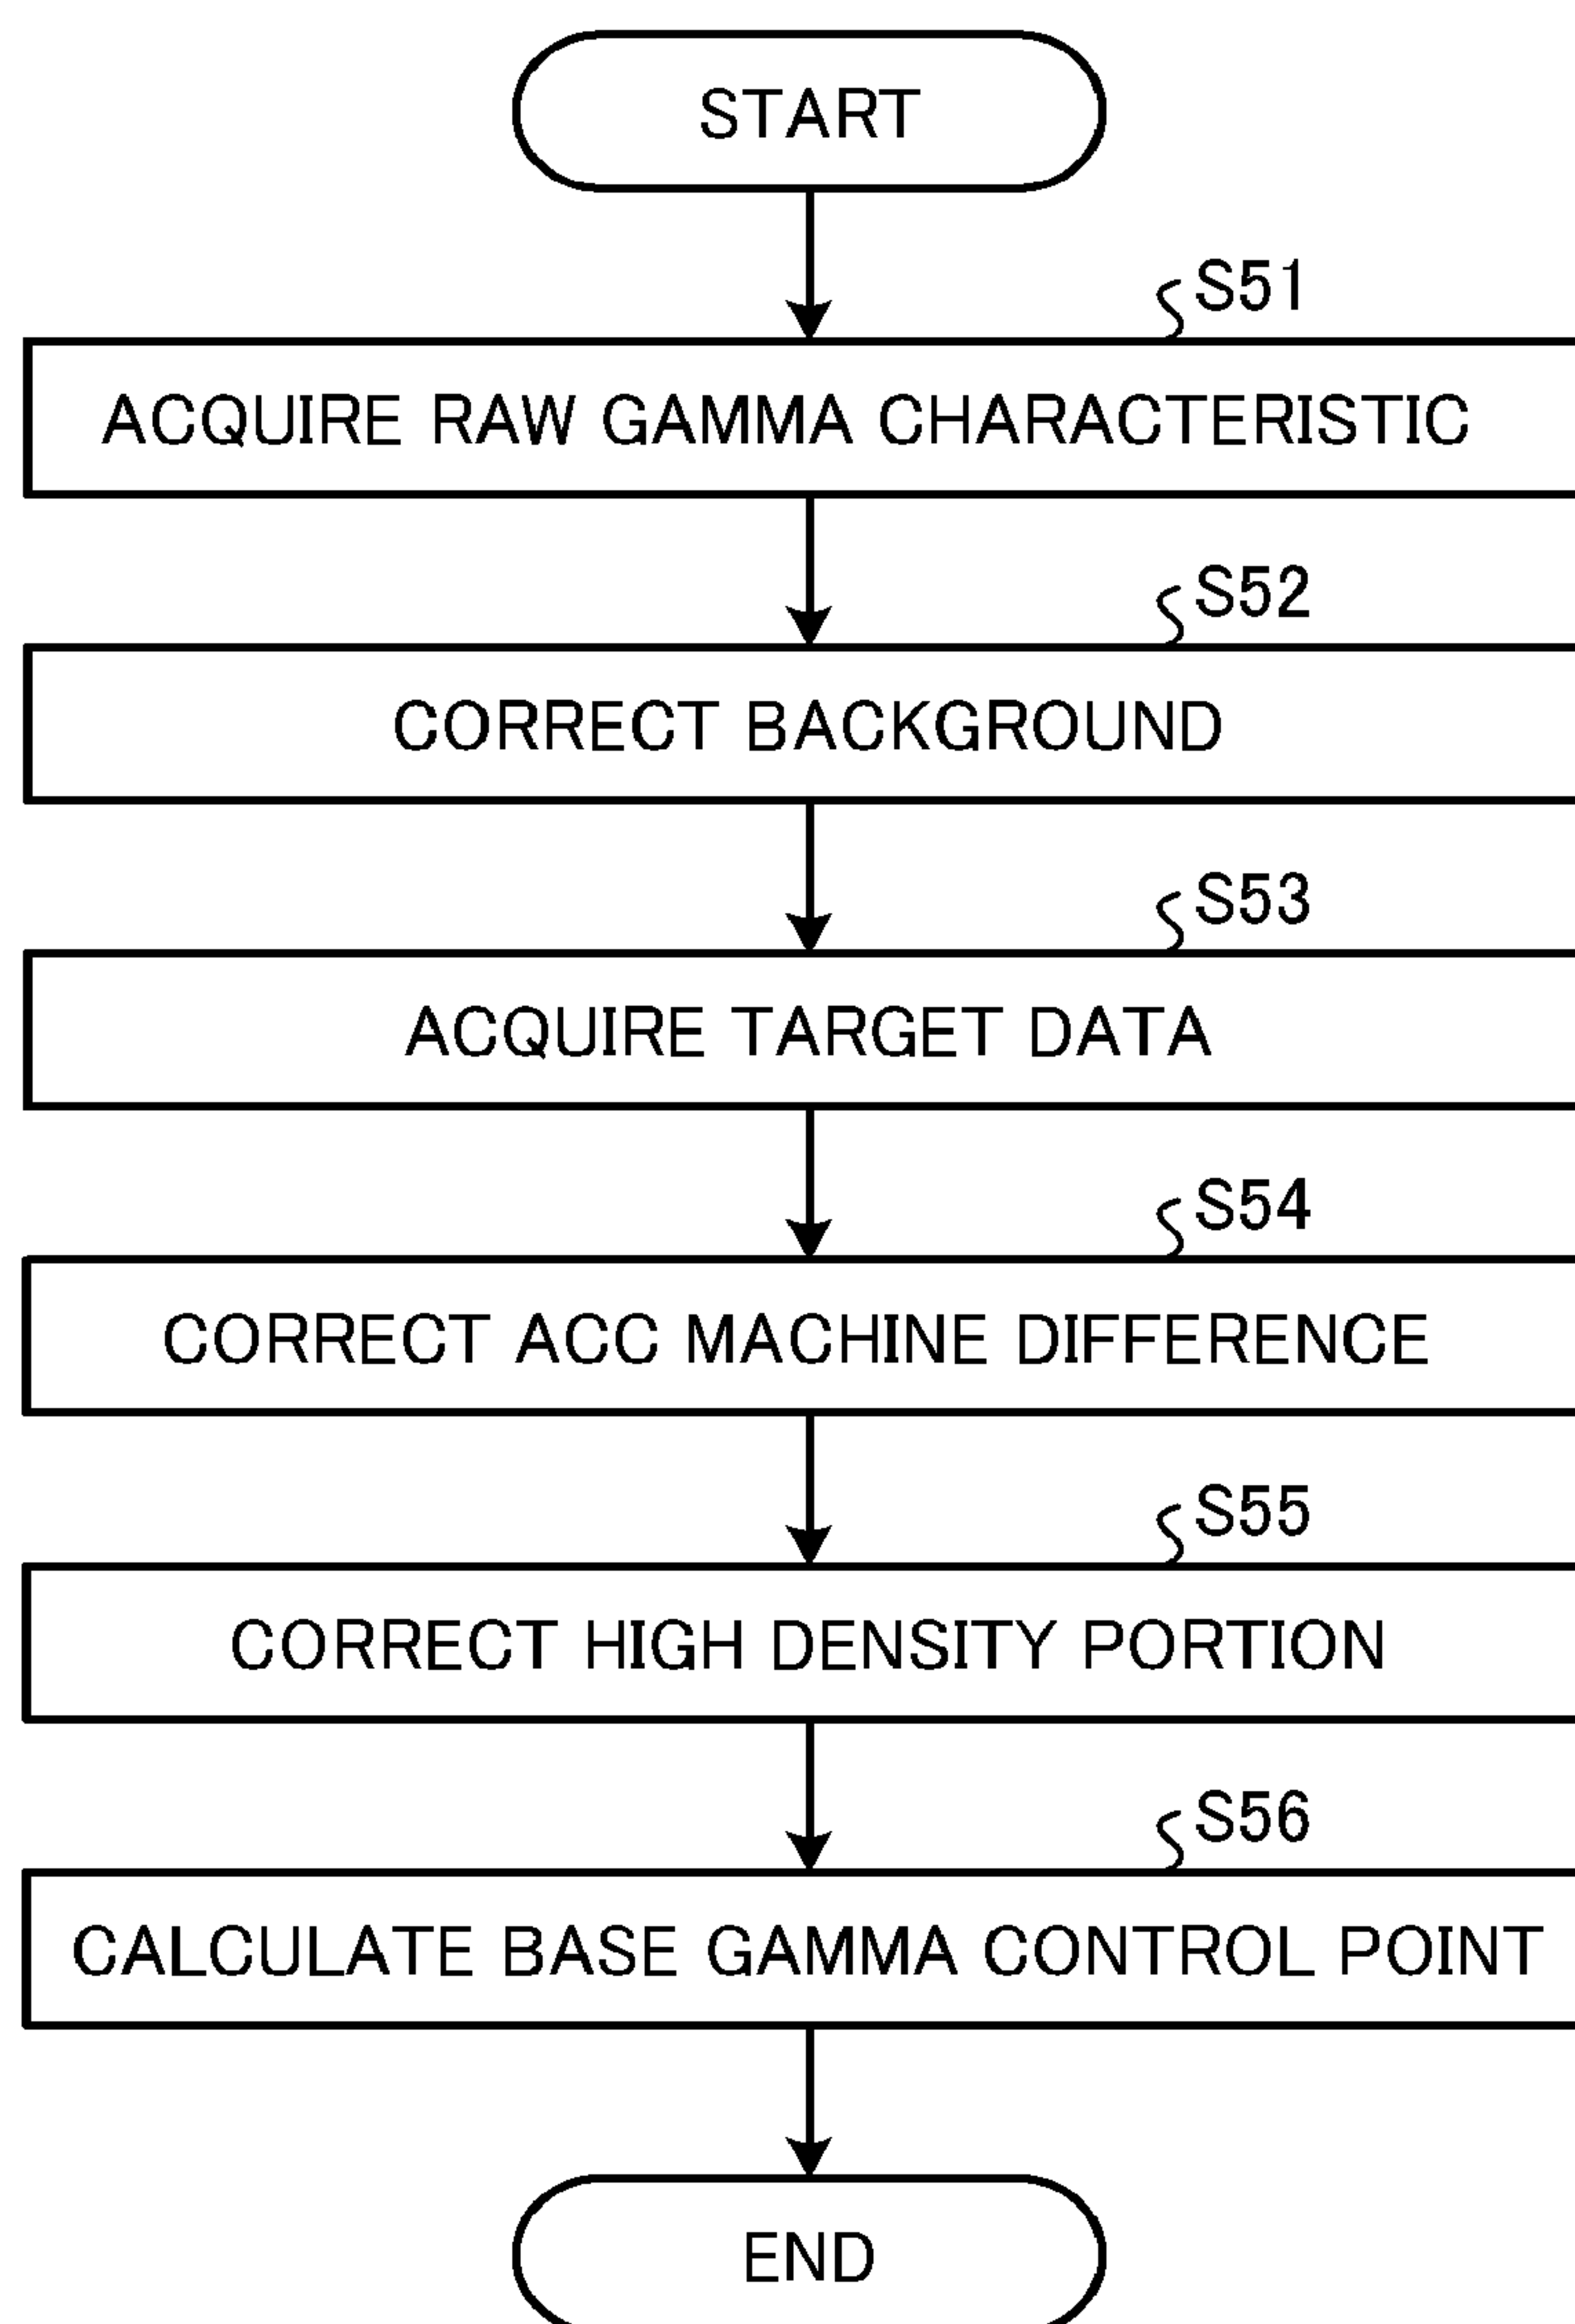 START
S51
ACQUIRE RAW GAMMA CHARACTERISTIC
S52
CORRECT BACKGROUND
S53
ACQUIRE TARGET DATA
S54
CORRECT ACC MACHINE DIFFERENCE
S55
CORRECT HIGH DENSITY PORTION
S56
CALCULATE BASE GAMMA CONTROL POINT
END